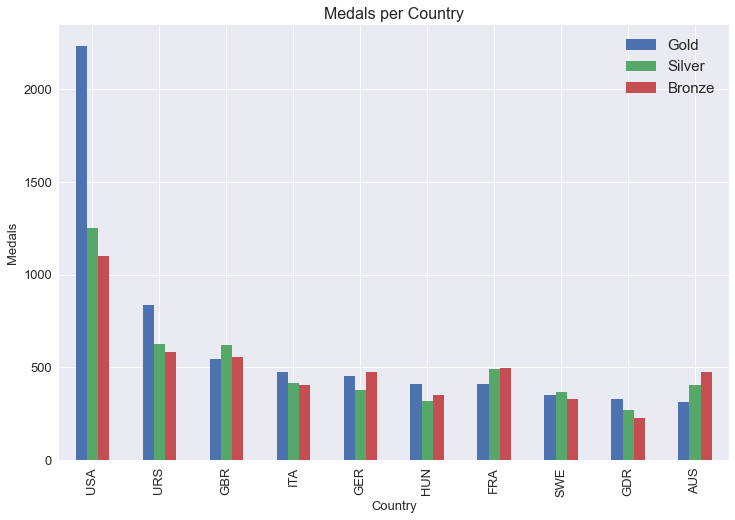 Medals per Country
Gold
Silver
Bronze
Medals
2000
1500
1000
500
0
USA URS GBR ITA GER HUN FRA SWE GDR AUS
Country